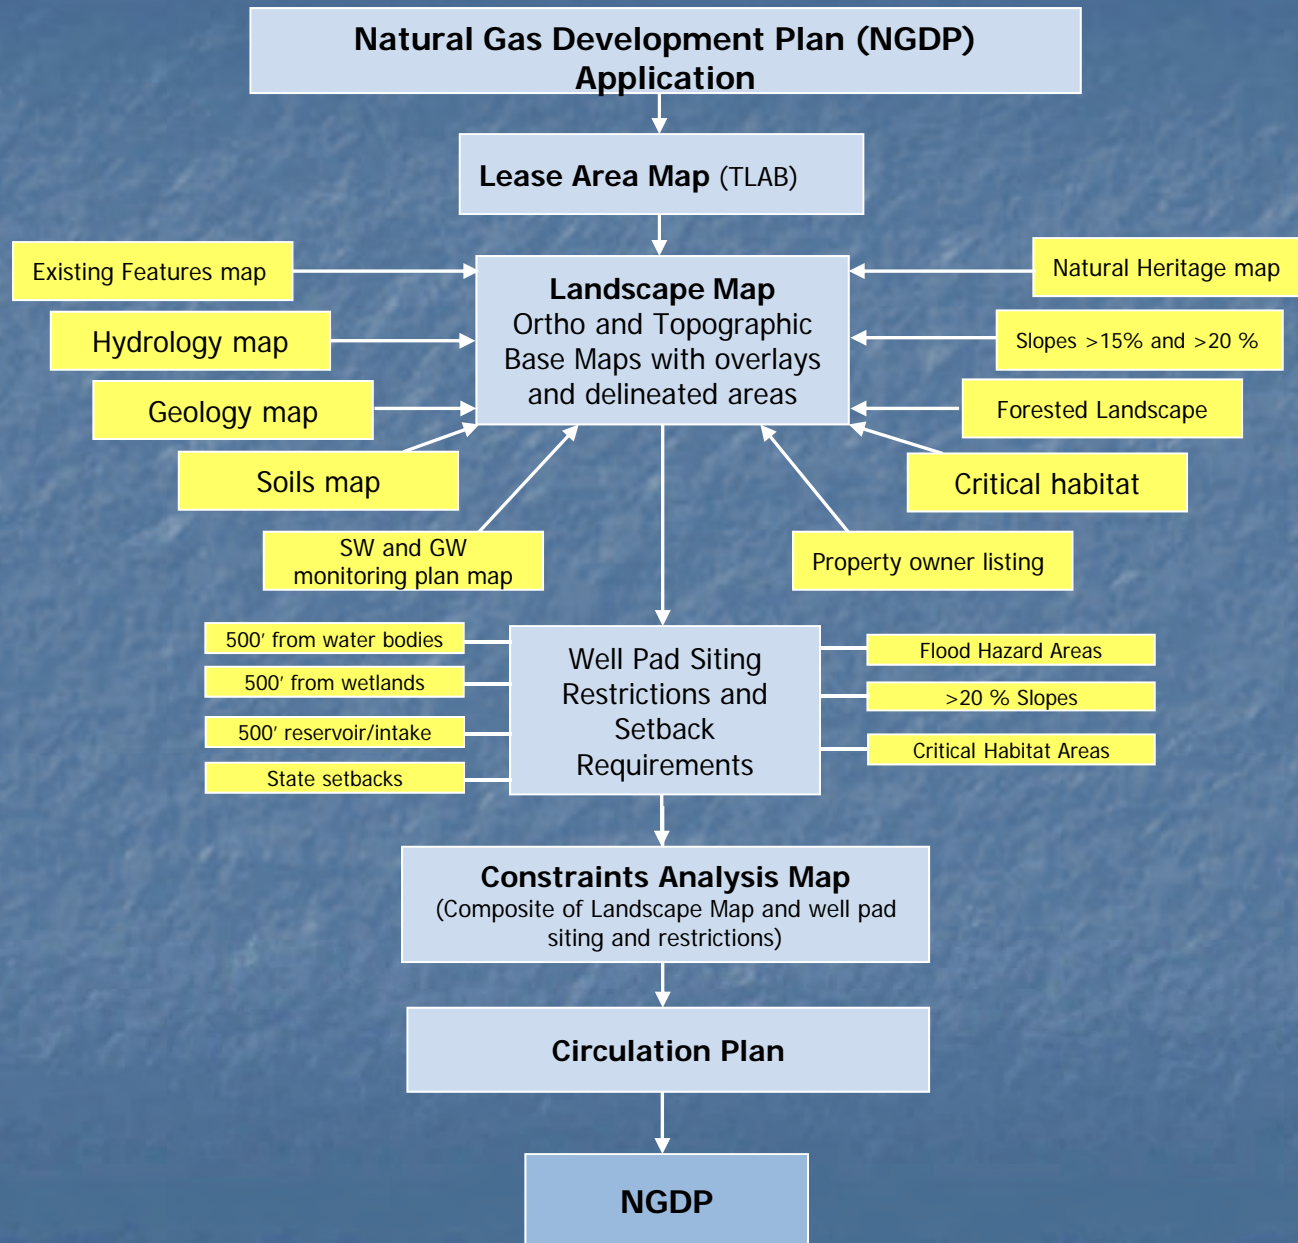 Natural Gas Development Plan (NGDP)
Application
Lease Area Map (TLAB)
Existing Features map
Hydrology map
Geology map
Soils map
SW and GW
monitoring plan map
Landscape Map
Ortho and Topographic
Base Maps with overlays
and delineated areas
Natural Heritage map
Slopes >15% and >20 %
Forested Landscape
Critical habitat
Property owner listing
500' from water bodies
500' from wetlands
500' reservoir/intake
State setbacks
Well Pad Siting
Restrictions and
Setback
Requirements
Flood Hazard Areas
>20 % Slopes
Critical Habitat Areas
Constraints Analysis Map
(Composite of Landscape Map and well pad
siting and restrictions)
Circulation Plan
NGDP